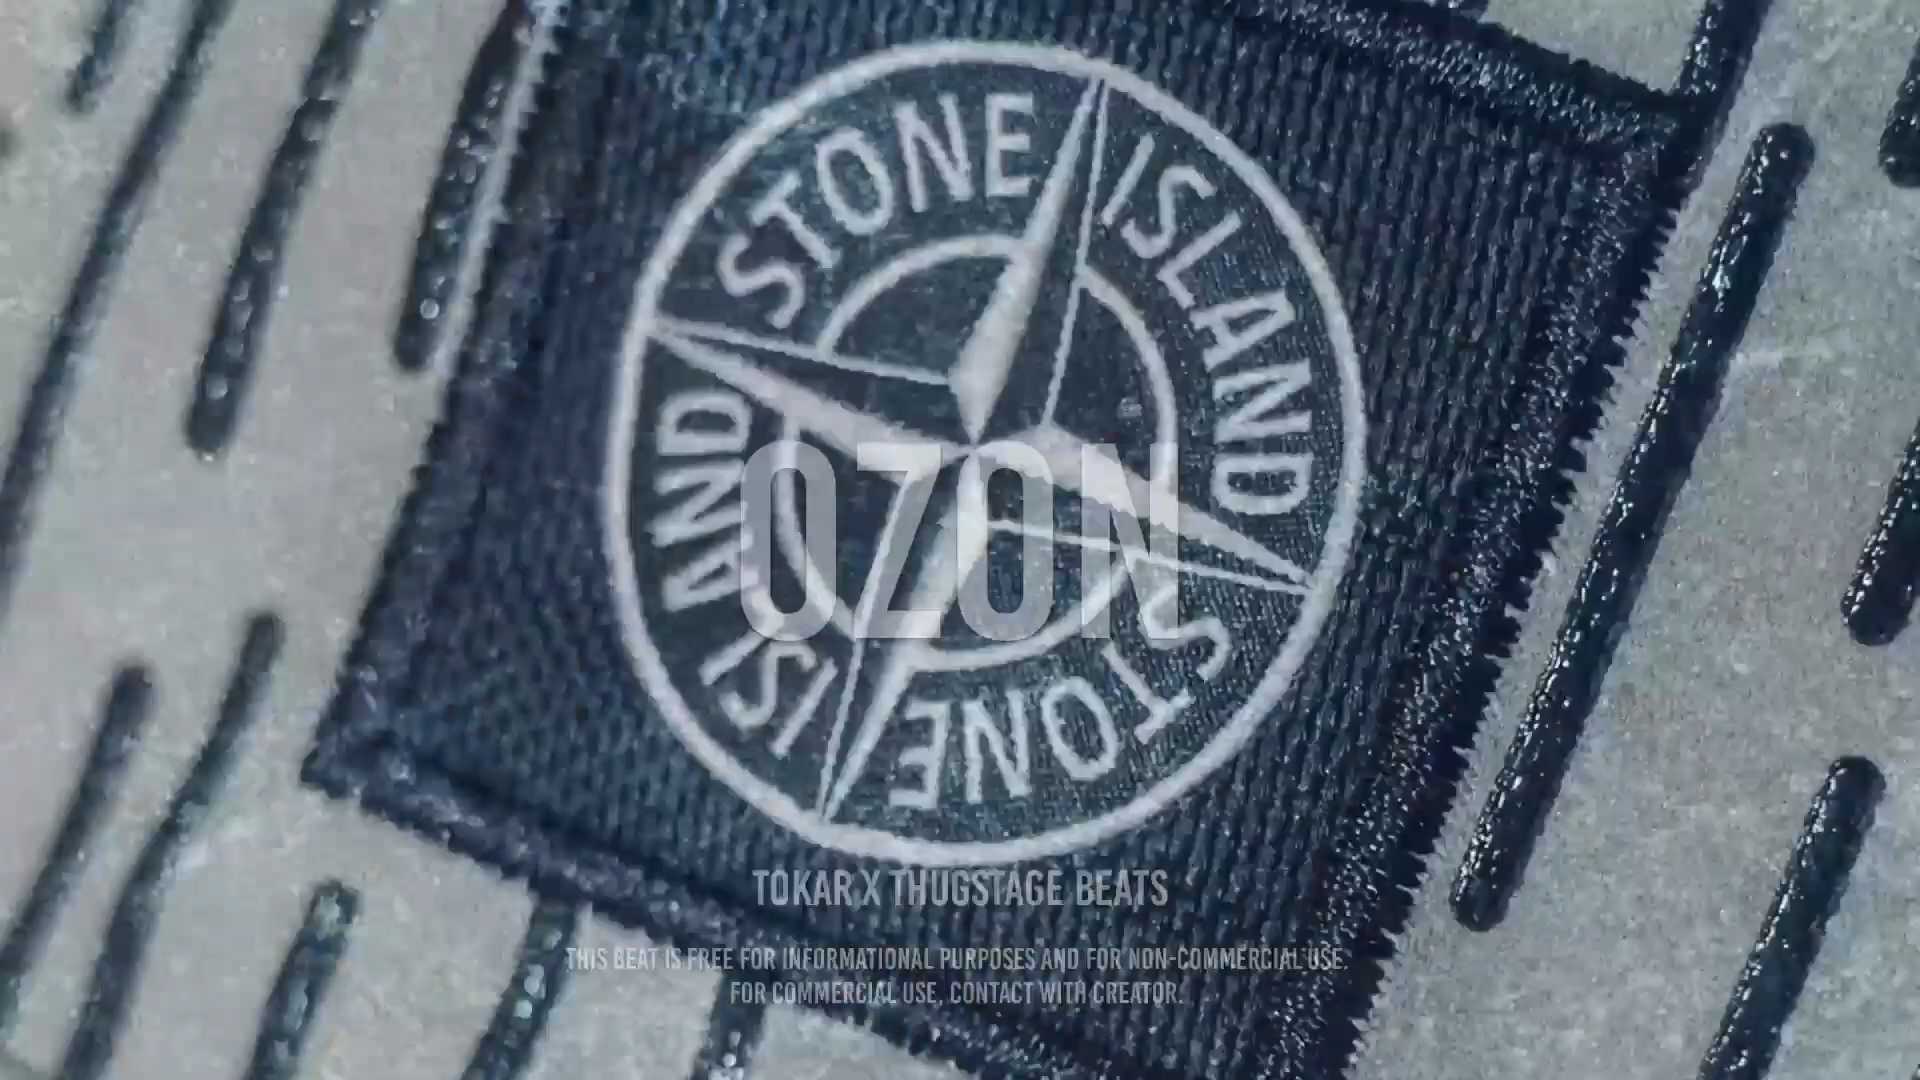 STONE ISLAND
STONE ISLAND
OZON
TOKAR X THUGSTAGE BEATS
THIS BEAT IS FREE FOR INFORMATIONAL PURPOSES AND FOR NON-COMMERCIAL USE.
FOR COMMERCIAL USE, CONTACT WITH CREATOR.